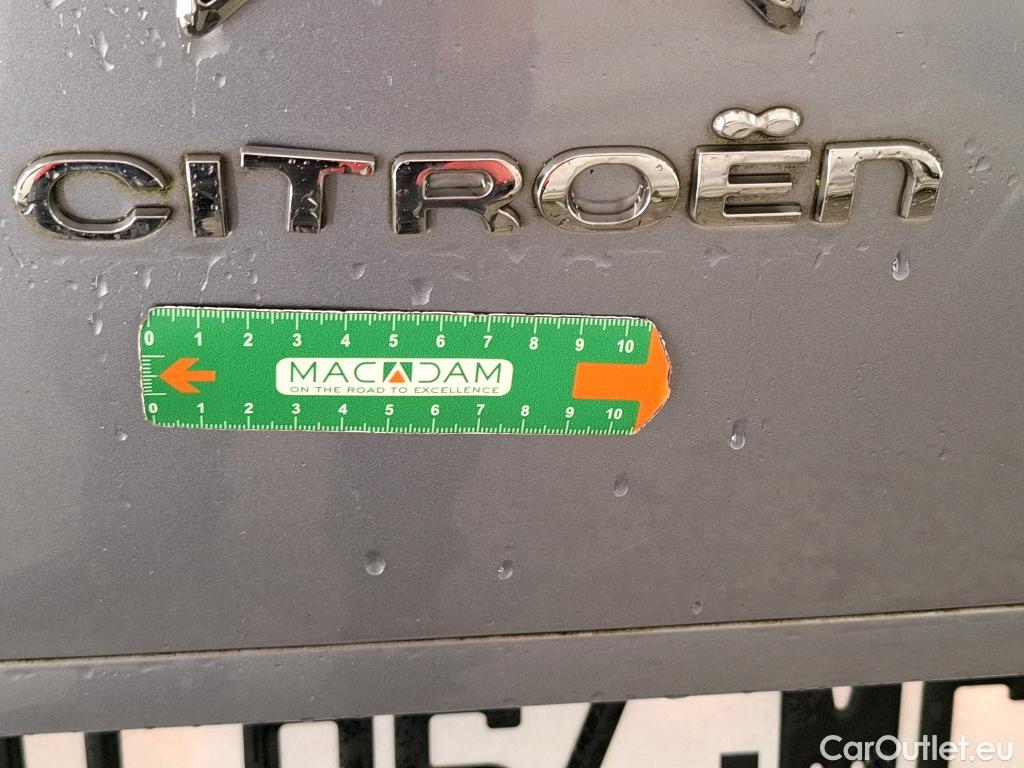 CITROËN
0 1 2 3 4 5 6 7 8 9 10
MACADAM
ON THE ROAD TO EXCELLENCE
0 1 2 3 4 5 6 7 8 9 10
CarOutlet.eu